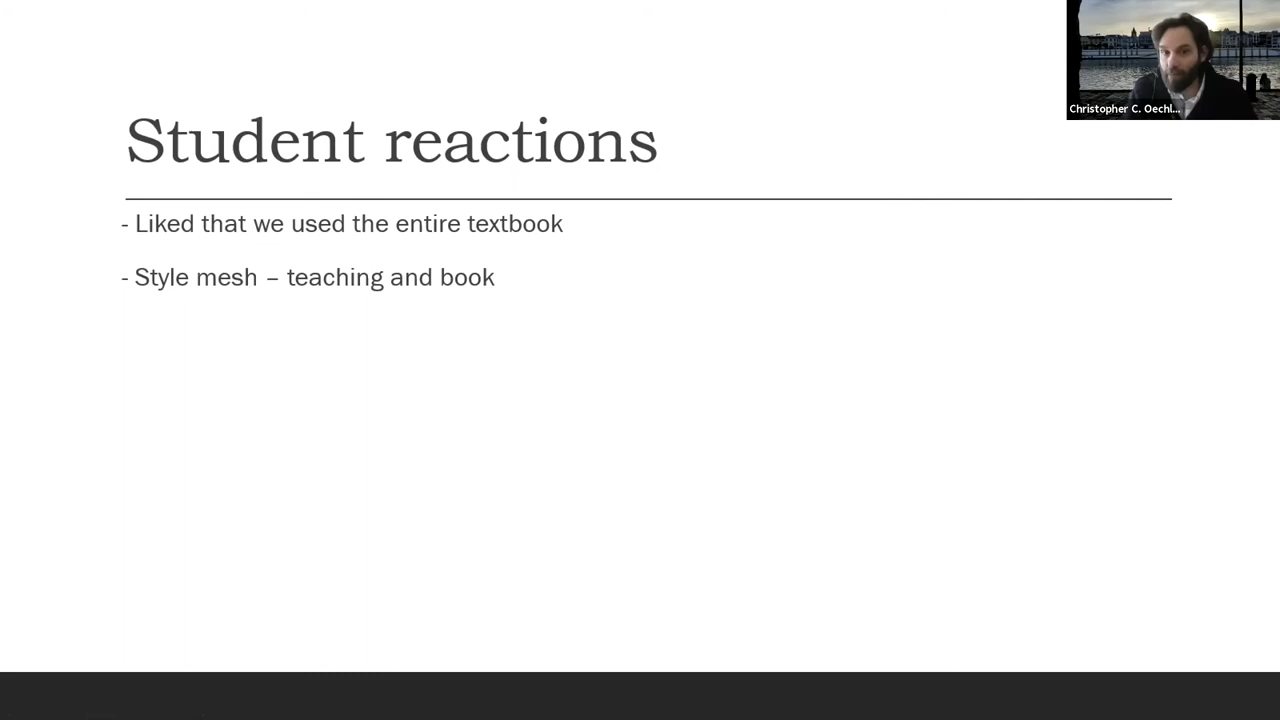 Christopher C. Oechl...
Student reactions
- Liked that we used the entire textbook
- Style mesh – teaching and book